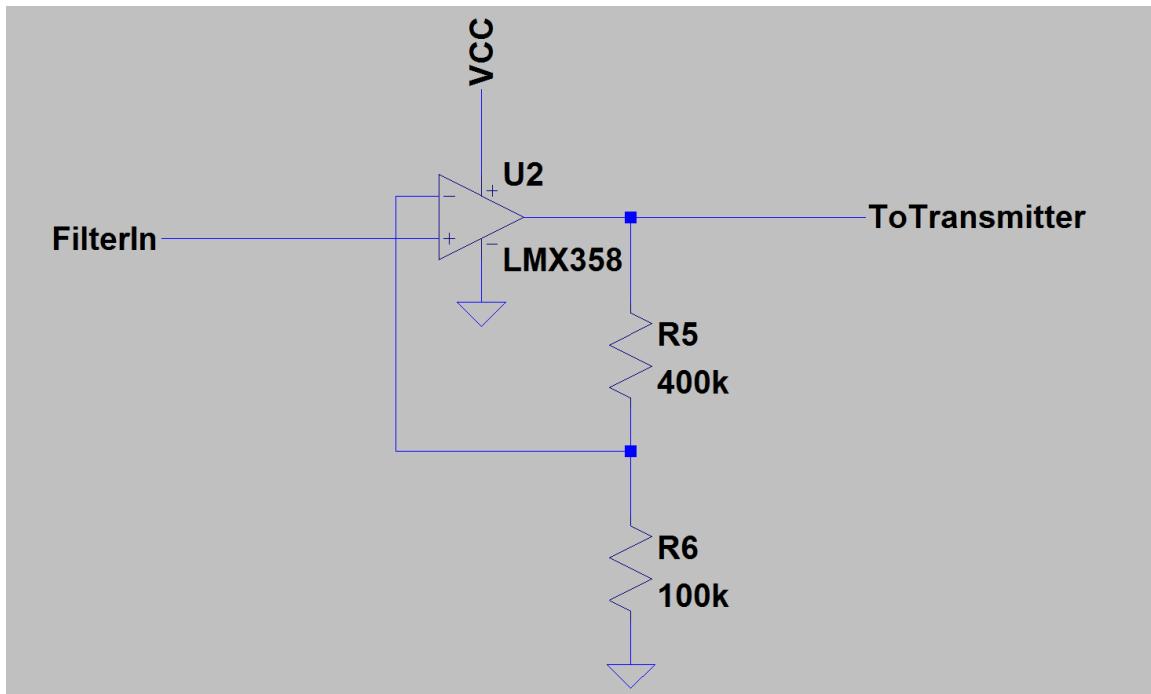 VCC
U2
FilterIn
LMX358
ToTransmitter
R5
400k
R6
100k